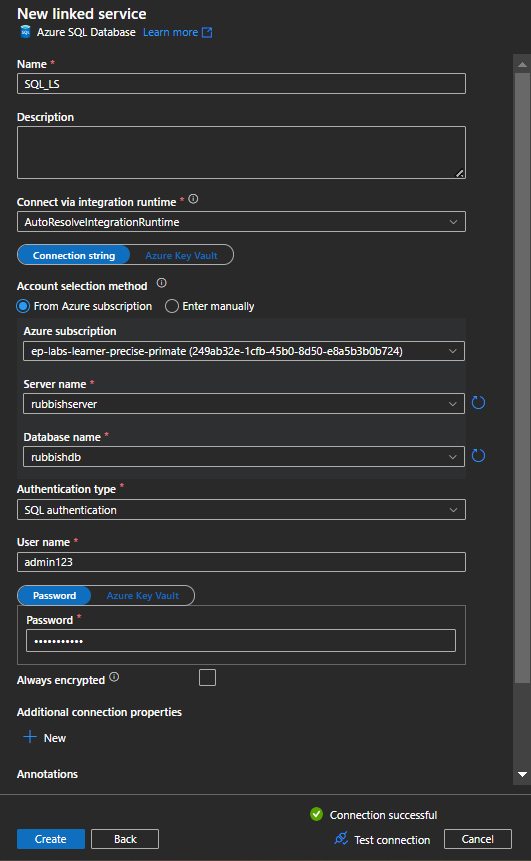 New linked service
Azure SQL Database Learn more
Name *
SQL_LS
Description
Connect via integration runtime *
AutoResolveIntegrationRuntime
Connection string Azure Key Vault
Account selection method
From Azure subscription Enter manually
Azure subscription
ep-labs-learner-precise-primate (249ab32e-1cfb-45b0-8d50-e8a5b3b0b724)
Server name *
rubbishserver
Database name *
rubbishdb
Authentication type *
SQL authentication
User name *
admin123
Password Azure Key Vault
Password *
•••••••••••
Always encrypted
Additional connection properties
New
Annotations
Connection successful
Create Back Test connection Cancel